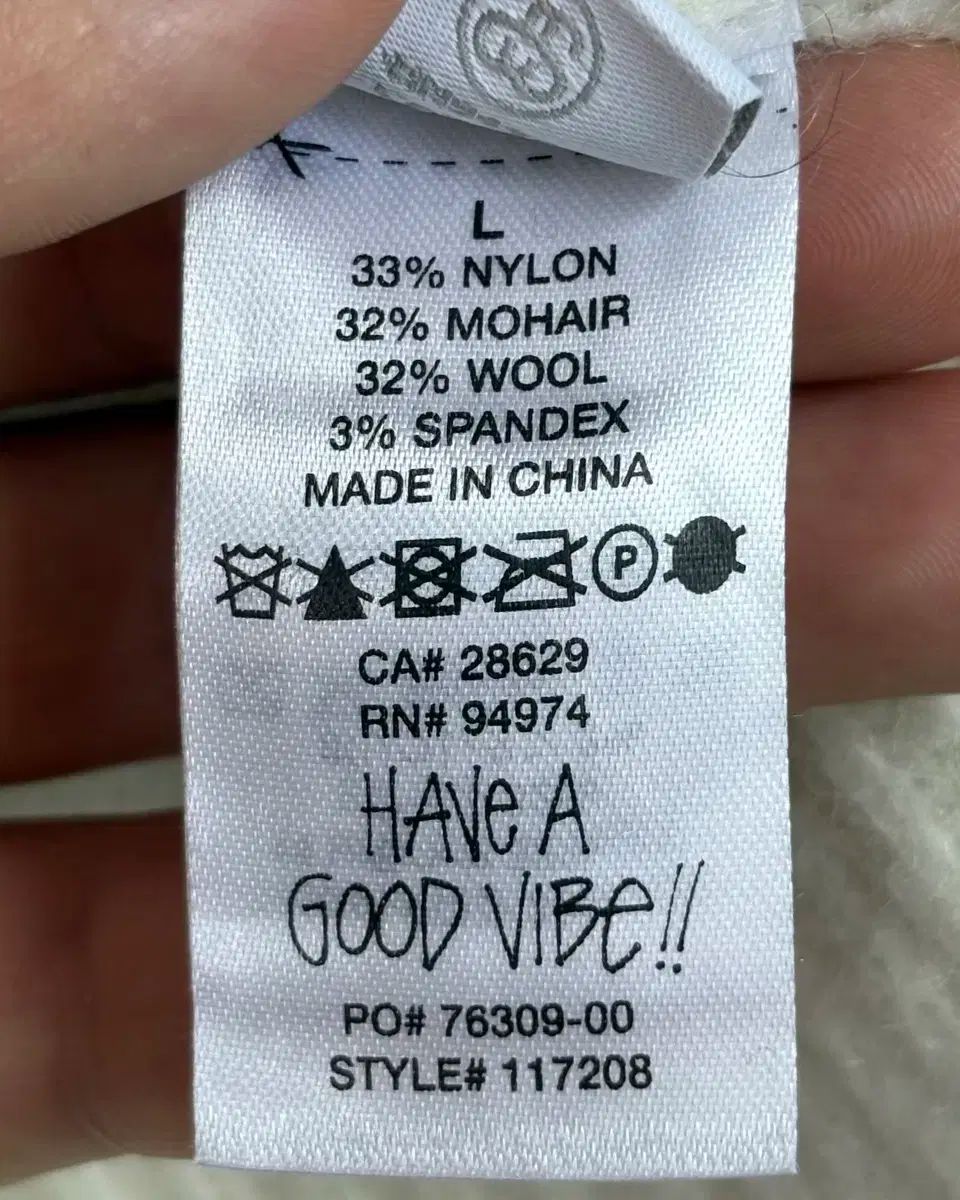 L
33% NYLON
32% MOHAIR
32% WOOL
3% SPANDEX
MADE IN CHINA
P
CA# 28629
RN# 94974
HAVE A
GOOD VIBE!!
PO# 76309-00
STYLE# 117208